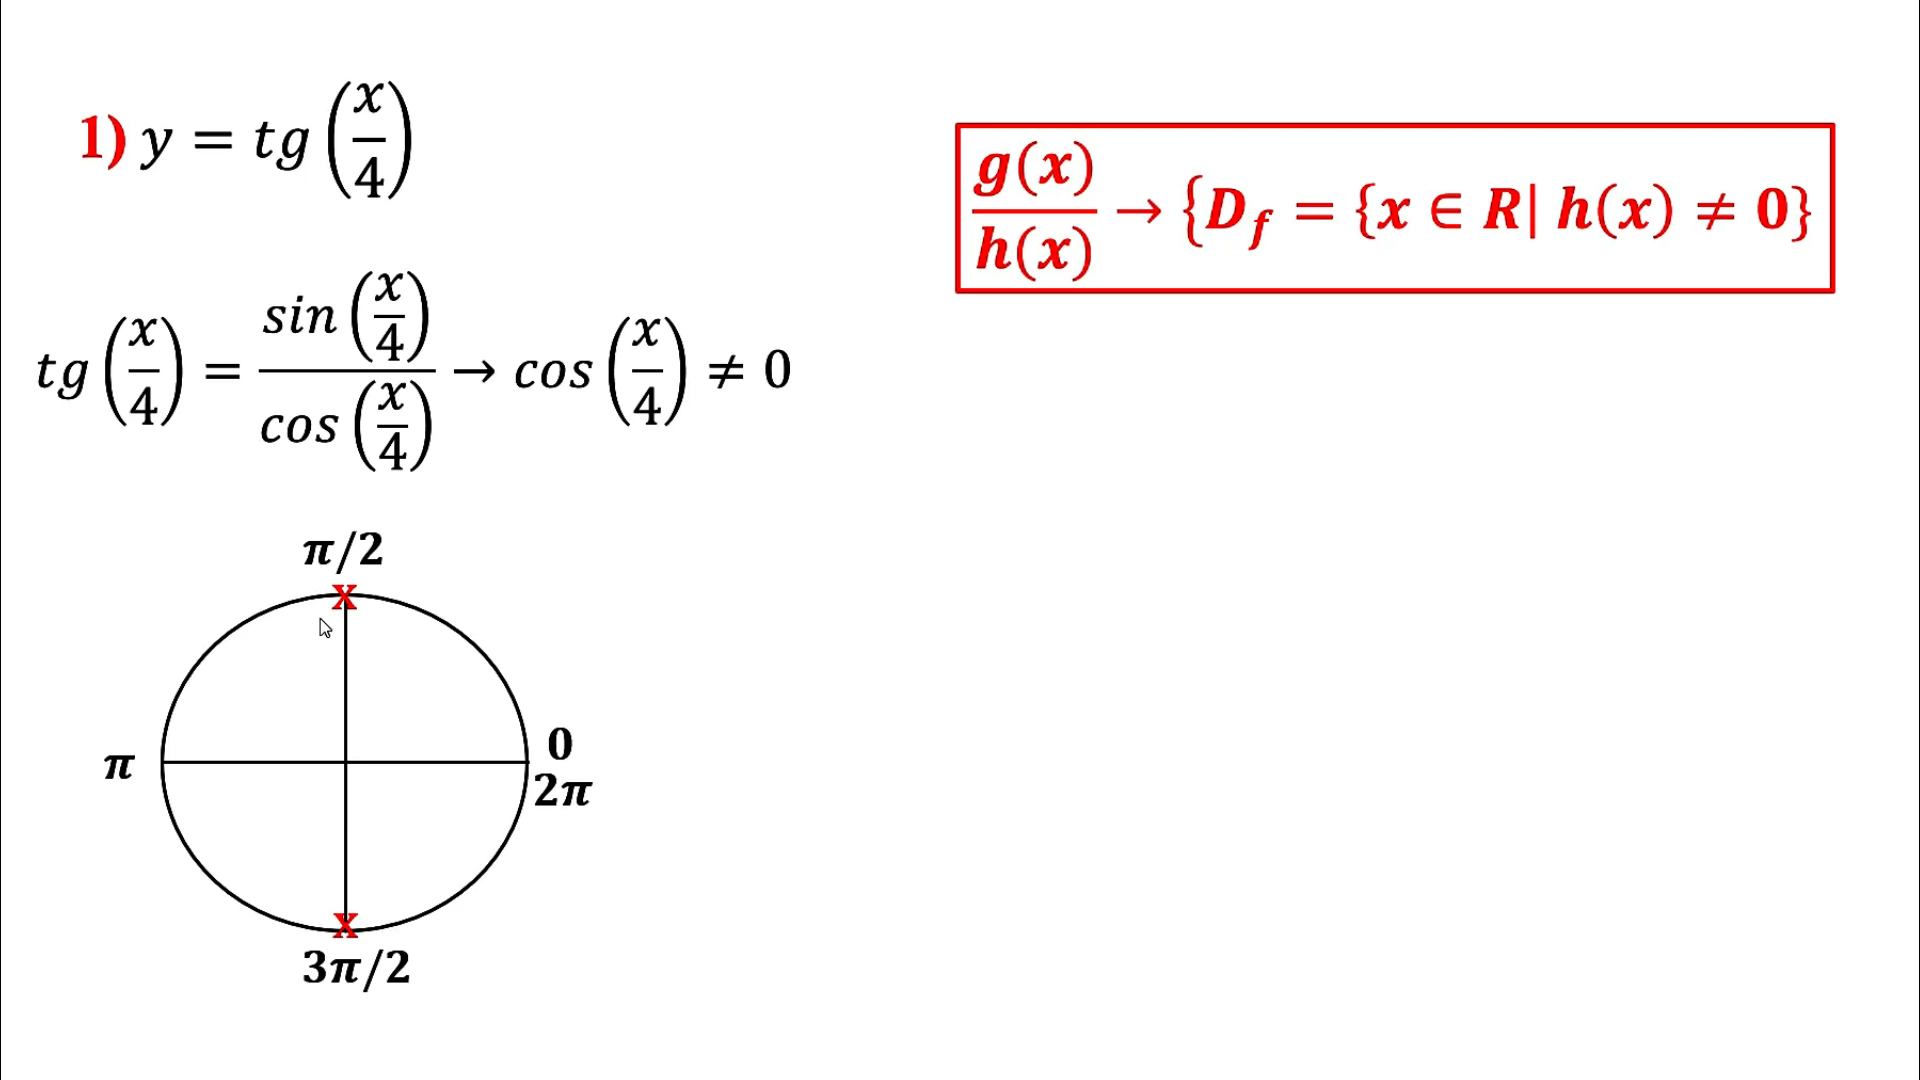 1) y = tg(x/4)
g(x)/h(x) → {D_f = {x ∈ R| h(x) ≠ 0}
tg(x/4) = sin(x/4)/cos(x/4) → cos(x/4) ≠ 0
π/2
x
π
0
2π
x
3π/2